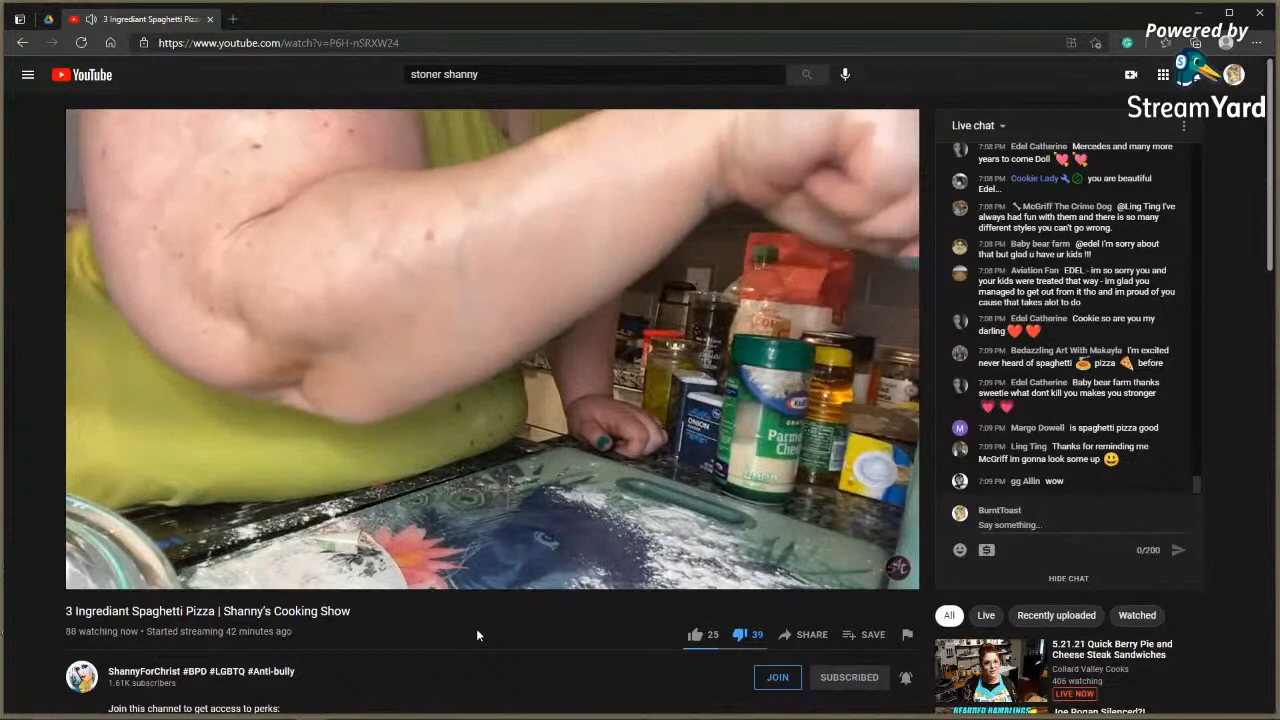 3 Ingrediant Spaghetti Pizz
https://www.youtube.com/watch?v=P6H-nSRXW24
Powered by
StreamYard
YouTube
stoner shanny
Live chat
7:08 PM Edel Catherine Mercedes and many more
years to come Doll
7:08 PM Cookie Lady you are beautiful
Edel...
7:08 PM McGriff The Crime Dog @Ling Ting I've
always had fun with them and there is so many
different styles you can't go wrong.
7:08 PM Baby bear farm @edel I'm sorry about
that but glad u have ur kids !!!
7:08 PM Aviation Fan EDEL - im so sorry you and
your kids were treated that way - im glad you
managed to get out from it tho and im proud of you
cause that takes alot to do
7:08 PM Edel Catherine Cookie so are you my
darling
7:09 PM Bedazzling Art With Makayla I'm excited
never heard of spaghetti pizza before
7:09 PM Edel Catherine Baby bear farm thanks
sweetie what dont kill you makes you stronger
7:09 PM Margo Dowell is spaghetti pizza good
7:09 PM Ling Ting Thanks for reminding me
McGriff im gonna look some up
7:09 PM gg Allin wow
BurntToast
Say something...
0/200
HIDE CHAT
KRAFT
Parm
Che
ONION
3 Ingrediant Spaghetti Pizza | Shanny's Cooking Show
88 watching now • Started streaming 42 minutes ago
25
39
SHARE
SAVE
ShannyForChrist #BPD #LGBTQ #Anti-bully
1.61K subscribers
JOIN
SUBSCRIBED
Join this channel to get access to perks:
All
Live
Recently uploaded
Watched
5.21.21 Quick Berry Pie and
Cheese Steak Sandwiches
Collard Valley Cooks
406 watching
LIVE NOW
BEARDED RAMBLINGS
Joe Rogan Silenced?!